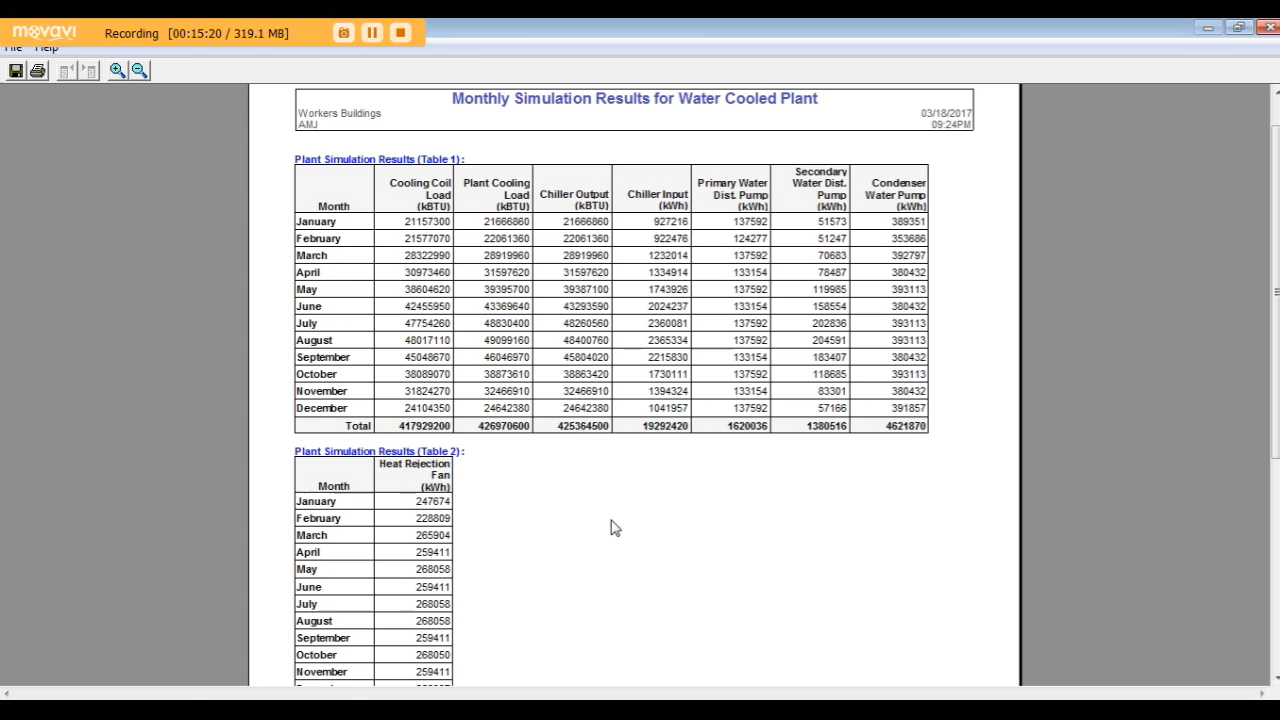 movavi Recording [00:15:20 / 319.1 MB]
File Help
Monthly Simulation Results for Water Cooled Plant
Workers Buildings 03/18/2017
AMJ 09:24PM
Plant Simulation Results (Table 1) :
Month Cooling Coil Load (kBTU) Plant Cooling Load (kBTU) Chiller Output (kBTU) Chiller Input (kWh) Primary Water Dist. Pump (kWh) Secondary Water Dist. Pump (kWh) Condenser Water Pump (kWh)
January 21157300 21666860 21666860 927216 137592 51573 389351
February 21577070 22061360 22061360 922476 124277 51247 353686
March 28322990 28919960 28919960 1232014 137592 70683 392797
April 30973460 31597620 31597620 1334914 133154 78487 380432
May 38604620 39395700 39387100 1743926 137592 119985 393113
June 42455950 43369640 43293590 2024237 133154 158554 380432
July 47754260 48830400 48260560 2360081 137592 202836 393113
August 48017110 49099160 48400760 2365334 137592 204591 393113
September 45048670 46046970 45804020 2215830 133154 183407 380432
October 38089070 38873610 38863420 1730111 137592 118685 393113
November 31824270 32466910 32466910 1394324 133154 83301 380432
December 24104350 24642380 24642380 1041957 137592 57166 391857
Total 417929200 426970600 425364500 19292420 1620036 1380516 4621870
Plant Simulation Results (Table 2) :
Month Heat Rejection Fan (kWh)
January 247674
February 228809
March 265904
April 259411
May 268058
June 259411
July 268058
August 268058
September 259411
October 268050
November 259411